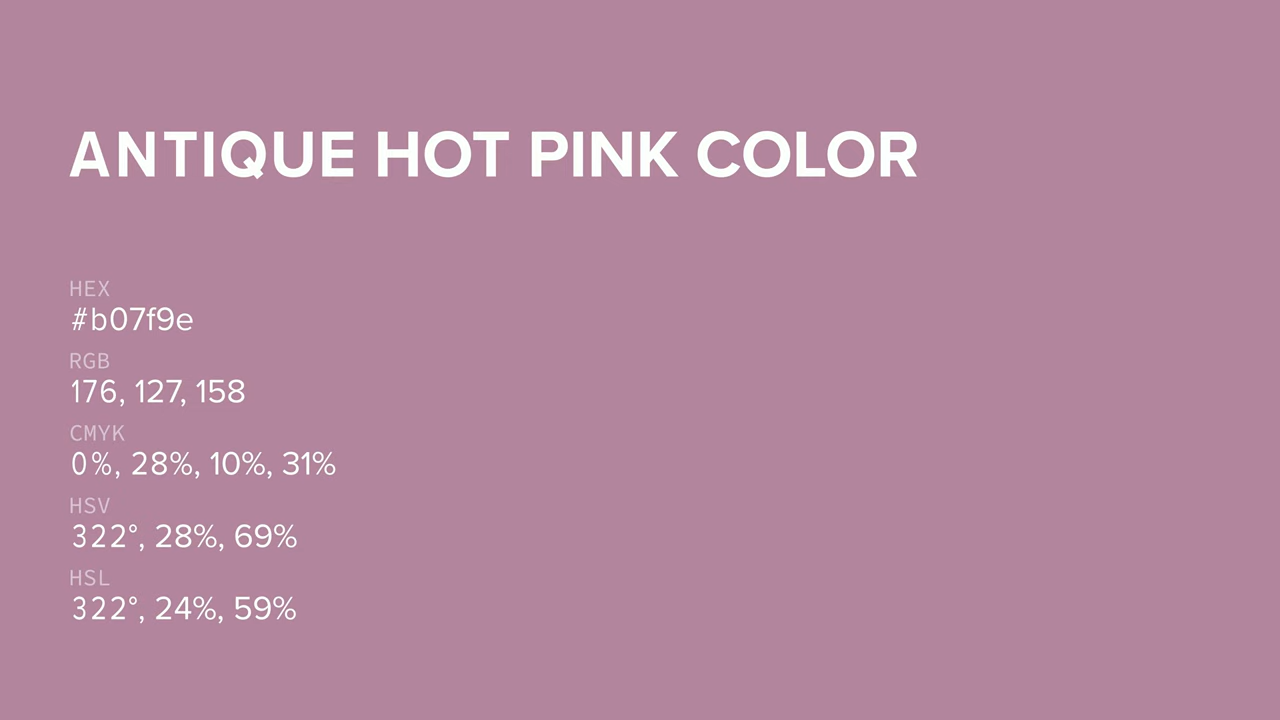 ANTIQUE HOT PINK COLOR
HEX
#b07f9e
RGB
176, 127, 158
CMYK
0%, 28%, 10%, 31%
HSV
322°, 28%, 69%
HSL
322°, 24%, 59%